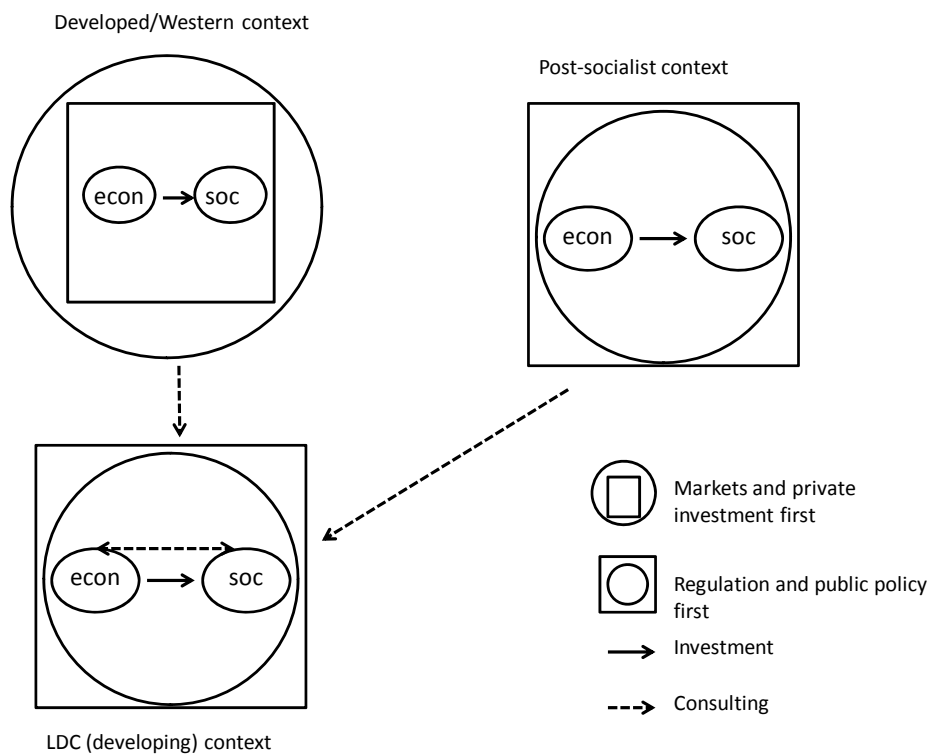 Developed/Western context
Post-socialist context
econ
soc
econ
soc
econ
soc
LDC (developing) context
Markets and private
investment first
Regulation and public policy
first
Investment
Consulting